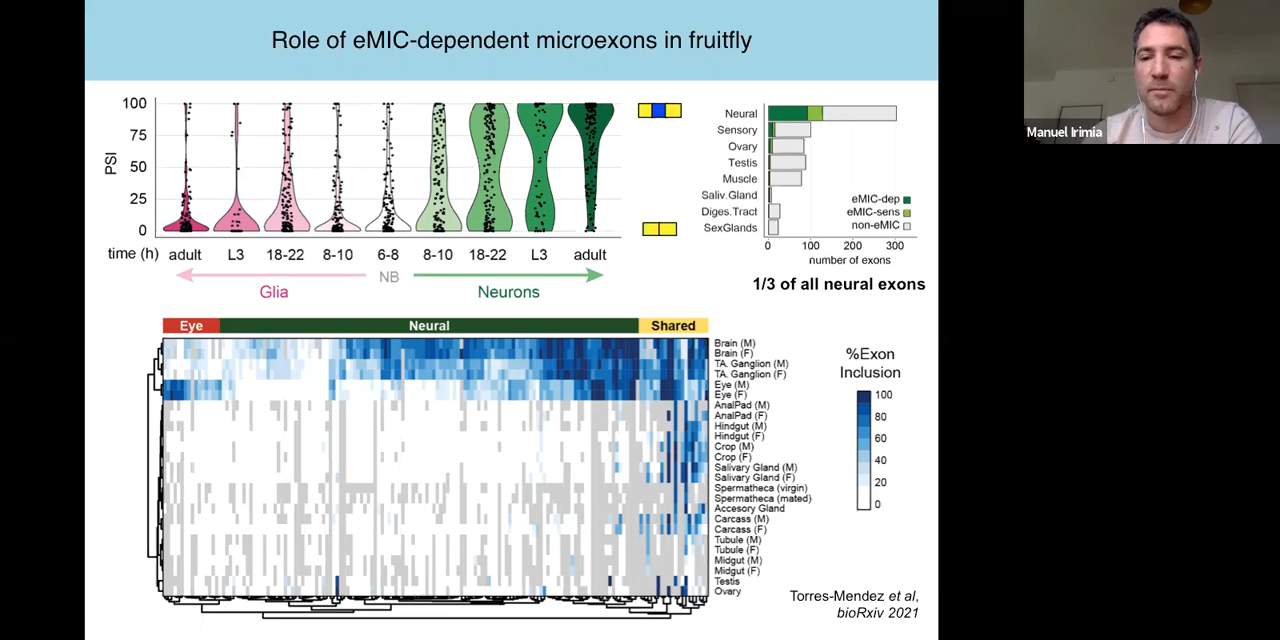 Role of eMIC-dependent microexons in fruitfly
Manuel Irimia
PSI
100
75
50
25
0
time (h)
adult
L3
18-22
8-10
6-8
8-10
18-22
L3
adult
Glia
NB
Neurons
Neural
Sensory
Ovary
Testis
Muscle
Saliv.Gland
Diges.Tract
SexGlands
eMIC-dep
eMIC-sens
non-eMIC
0
100
200
300
number of exons
1/3 of all neural exons
Eye
Neural
Shared
Brain (M)
Brain (F)
TA. Ganglion (M)
TA. Ganglion (F)
Eye (M)
Eye (F)
AnalPad (M)
AnalPad (F)
Hindgut (M)
Hindgut (F)
Crop (M)
Crop (F)
Salivary Gland (M)
Salivary Gland (F)
Spermatheca (virgin)
Spermatheca (mated)
Accesory Gland
Carcass (M)
Carcass (F)
Tubule (M)
Tubule (F)
Midgut (M)
Midgut (F)
Testis
Ovary
%Exon
Inclusion
100
80
60
40
20
0
Torres-Mendez et al,
bioRxiv 2021